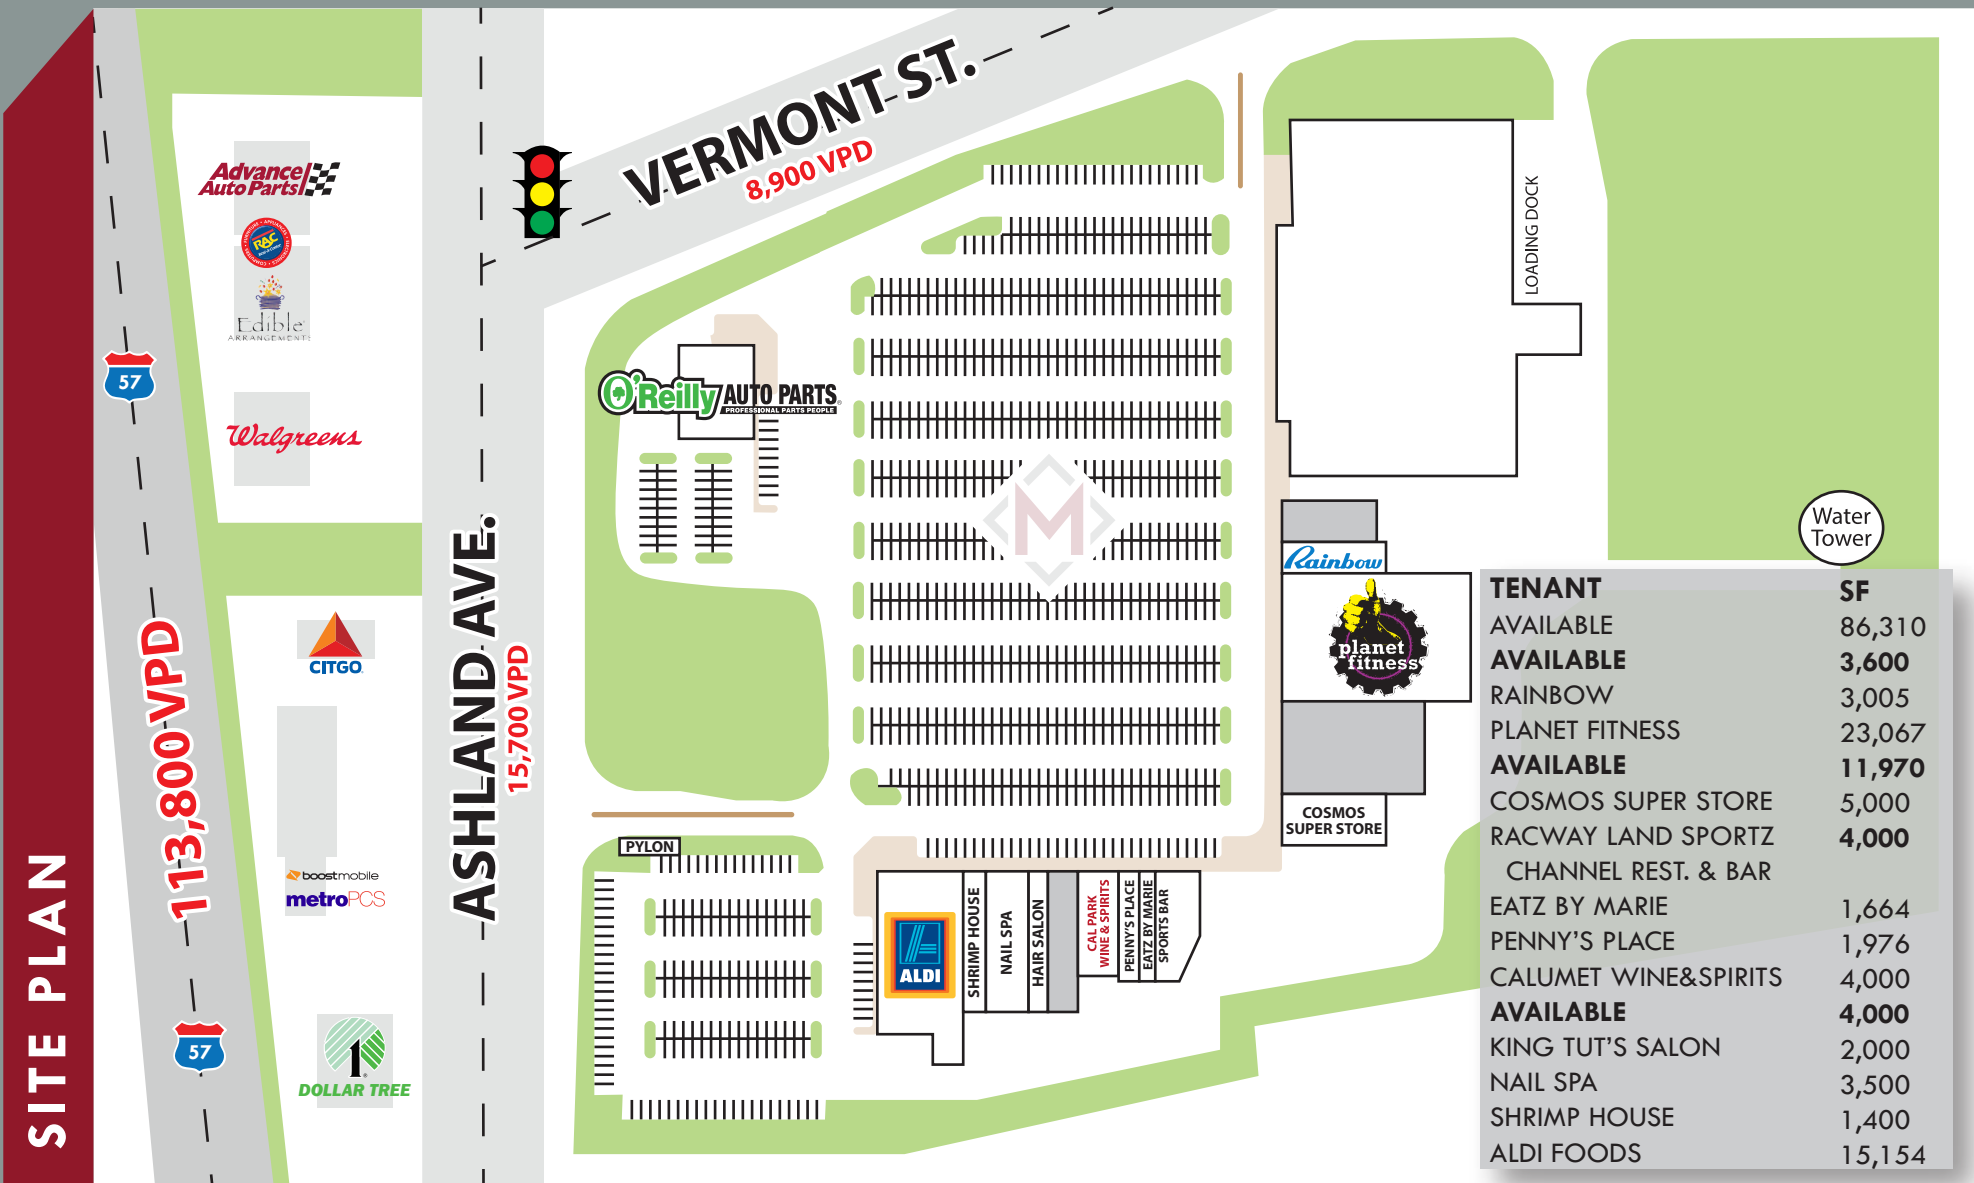 SITE PLAN
VERMONT ST.
8,900 VPD
ASHLAND AVE.
15,700 VPD
113,800 VPD
57
57
Advance
Auto Parts
RAC
Edible
ARRANGEMENTS
Walgreens
CITGO
boostmobile
metroPCS
1
DOLLAR TREE
O'Reilly AUTO PARTS
PROFESSIONAL PARTS PEOPLE
M
PYLON
LOADING DOCK
Rainbow
planet
fitness
COSMOS
SUPER STORE
Water
Tower
ALDI
SHRIMP HOUSE
NAIL SPA
HAIR SALON
CAL PARK
WINE & SPIRITS
PENNY'S PLACE
EATZ BY MARIE
SPORTS BAR
TENANT SF
AVAILABLE 86,310
AVAILABLE 3,600
RAINBOW 3,005
PLANET FITNESS 23,067
AVAILABLE 11,970
COSMOS SUPER STORE 5,000
RACWAY LAND SPORTZ 4,000
CHANNEL REST. & BAR
EATZ BY MARIE 1,664
PENNY'S PLACE 1,976
CALUMET WINE&SPIRITS 4,000
AVAILABLE 4,000
KING TUT'S SALON 2,000
NAIL SPA 3,500
SHRIMP HOUSE 1,400
ALDI FOODS 15,154